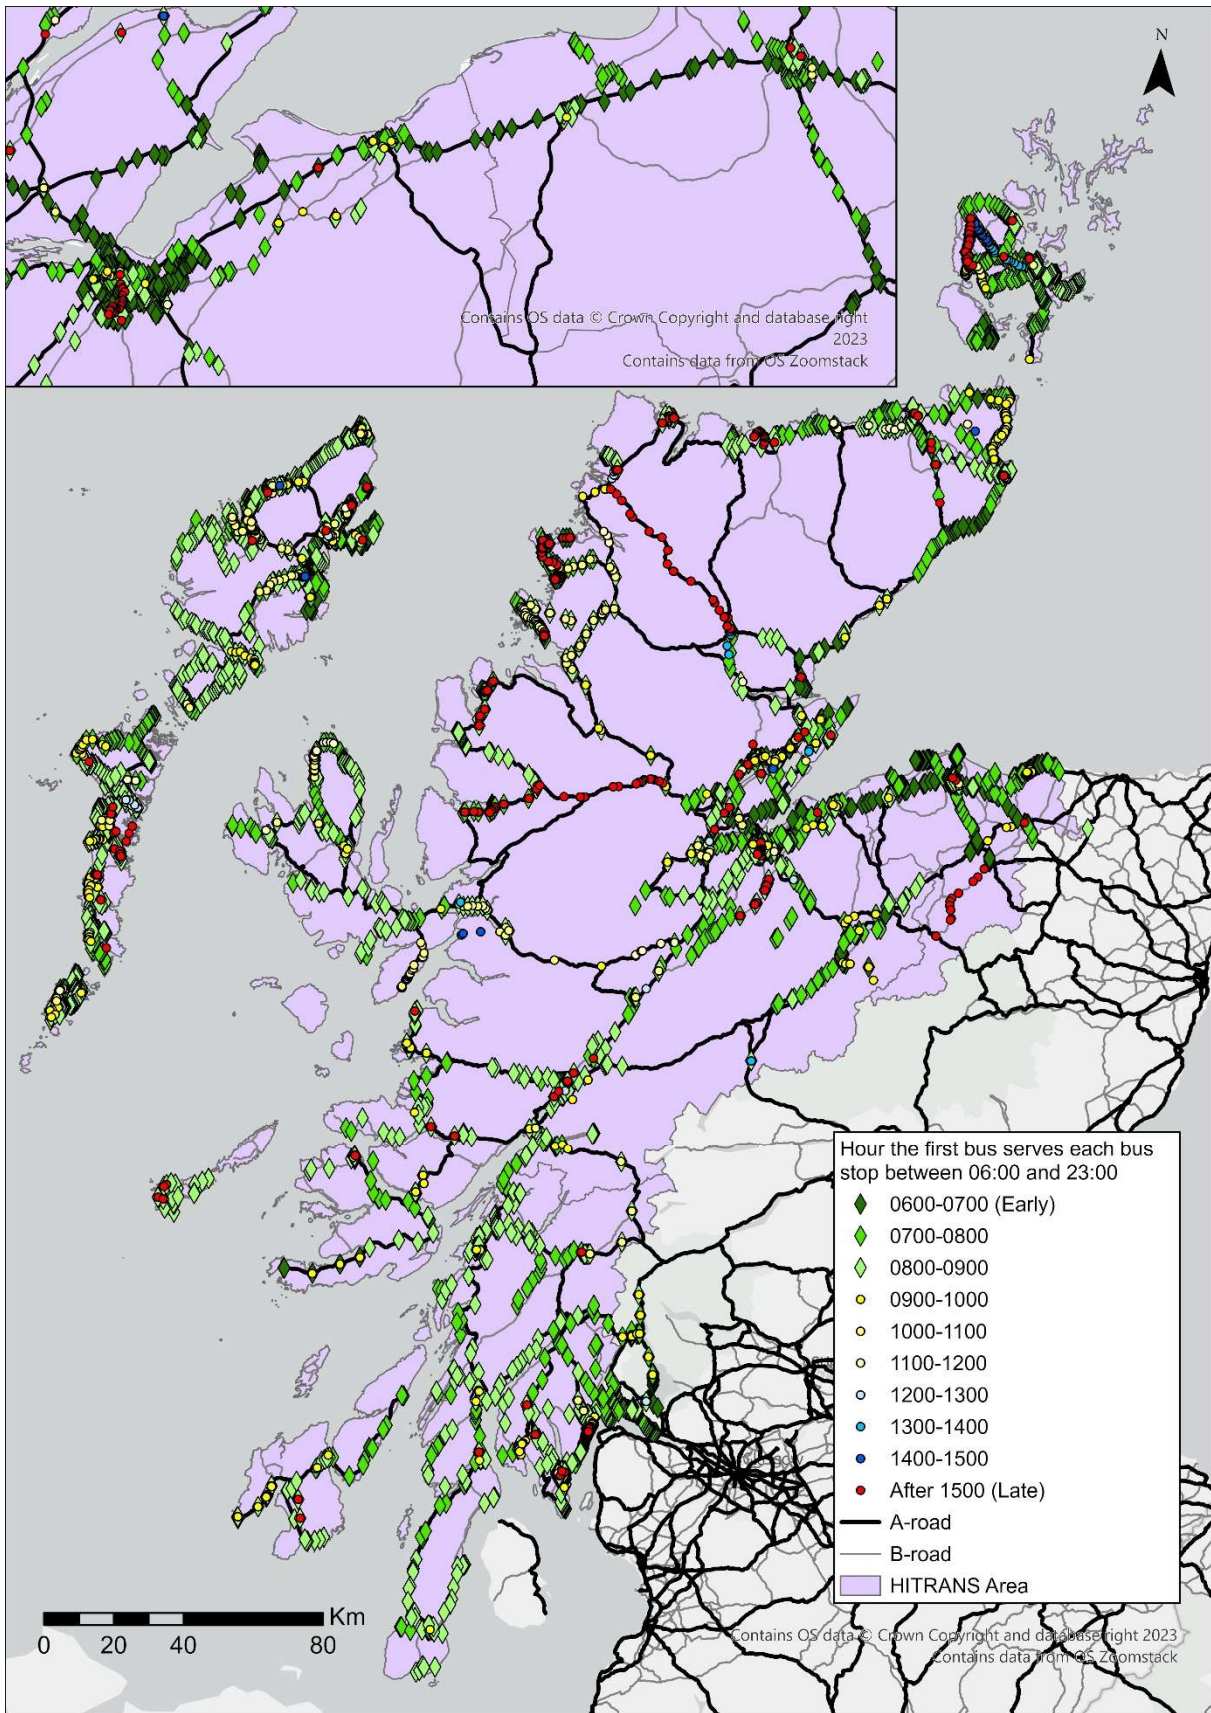 N
Contains OS data © Crown Copyright and database right
2023
Contains data from OS Zoomstack
Hour the first bus serves each bus
stop between 06:00 and 23:00
0600-0700 (Early)
0700-0800
0800-0900
0900-1000
1000-1100
1100-1200
1200-1300
1300-1400
1400-1500
After 1500 (Late)
A-road
B-road
HITRANS Area
Km
0 20 40 80
Contains OS data © Crown Copyright and database right 2023
Contains data from OS Zoomstack